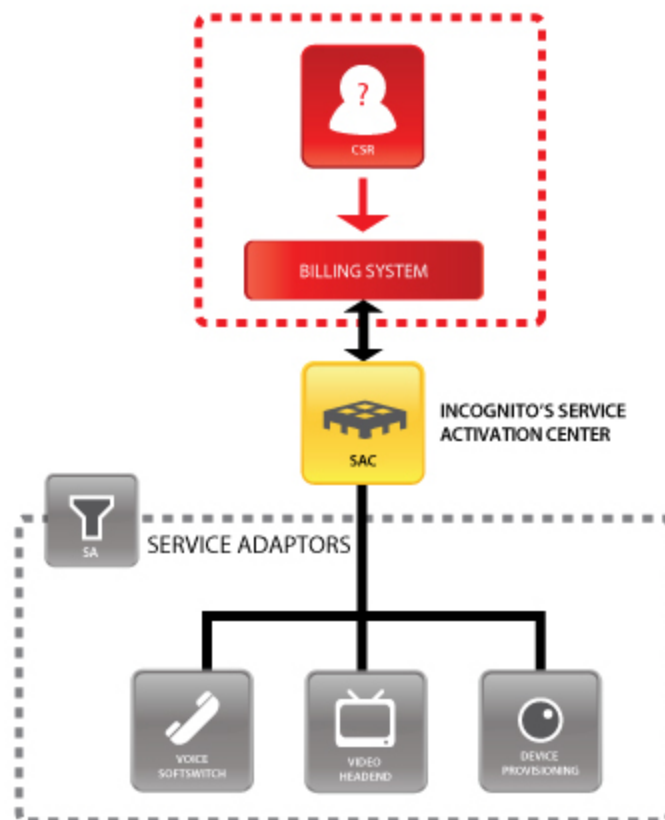 ?
CSR
BILLING SYSTEM
SAC
INCOGNITO'S SERVICE
ACTIVATION CENTER
SA
SERVICE ADAPTORS
VOICE
SOFTSWITCH
VIDEO
HEADEND
DEVICE
PROVISIONING